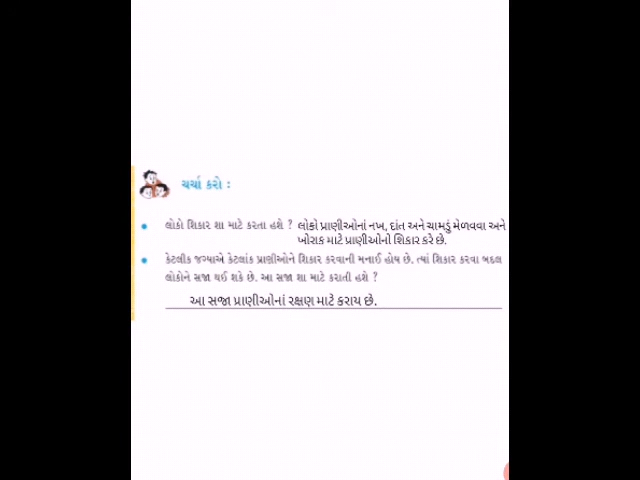 ચર્ચા કરો :
લોકો શિકાર શા માટે કરતા હશે ? લોકો પ્રાણીઓનાં નખ, દાંત અને ચામડું મેળવવા અને
ખોરાક માટે પ્રાણીઓનો શિકાર કરે છે.
કેટલીક જગ્યાએ કેટલાંક પ્રાણીઓને શિકાર કરવાની મનાઈ હોય છે. ત્યાં શિકાર કરવા બદલ
લોકોને સજા થઈ શકે છે. આ સજા શા માટે કરાતી હશે ?
આ સજા પ્રાણીઓનાં રક્ષણ માટે કરાય છે.